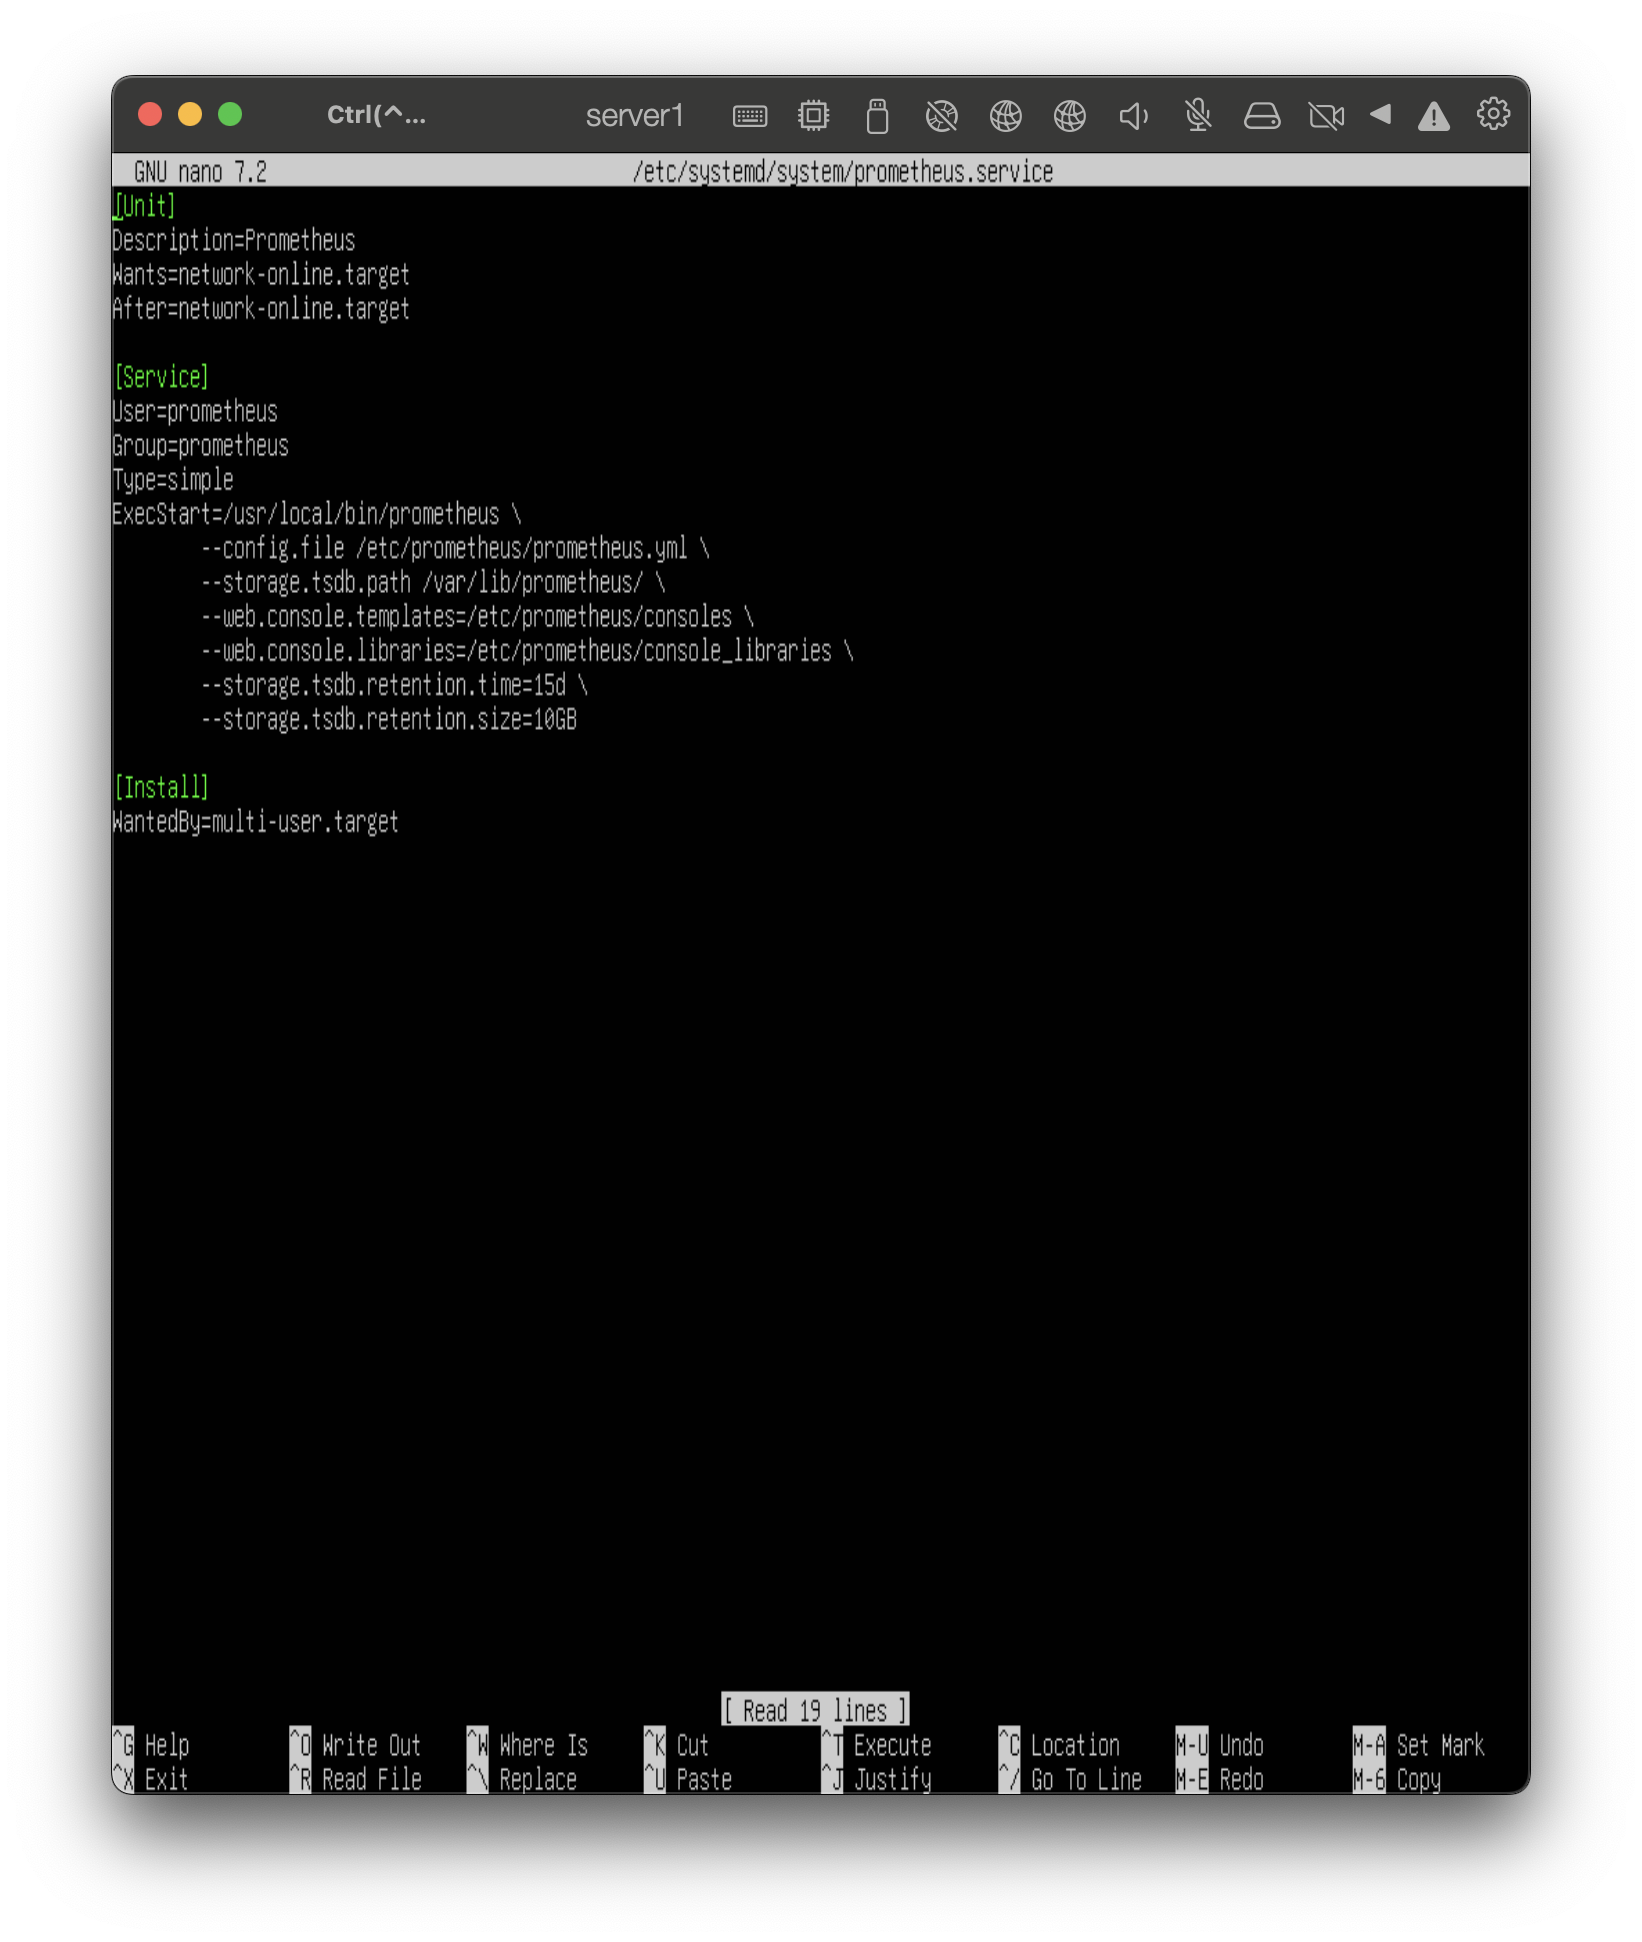 Ctrl(^... server1
GNU nano 7.2 /etc/systemd/system/prometheus.service
[Unit]
Description=Prometheus
Wants=network-online.target
After=network-online.target
[Service]
User=prometheus
Group=prometheus
Type=simple
ExecStart=/usr/local/bin/prometheus \
--config.file /etc/prometheus/prometheus.yml \
--storage.tsdb.path /var/lib/prometheus/ \
--web.console.templates=/etc/prometheus/consoles \
--web.console.libraries=/etc/prometheus/console_libraries \
--storage.tsdb.retention.time=15d \
--storage.tsdb.retention.size=10GB
[Install]
WantedBy=multi-user.target
[ Read 19 lines ]
^G Help ^O Write Out ^W Where Is ^K Cut ^T Execute ^C Location M-U Undo M-A Set Mark
^X Exit ^R Read File ^\ Replace ^U Paste ^J Justify ^/ Go To Line M-E Redo M-6 Copy